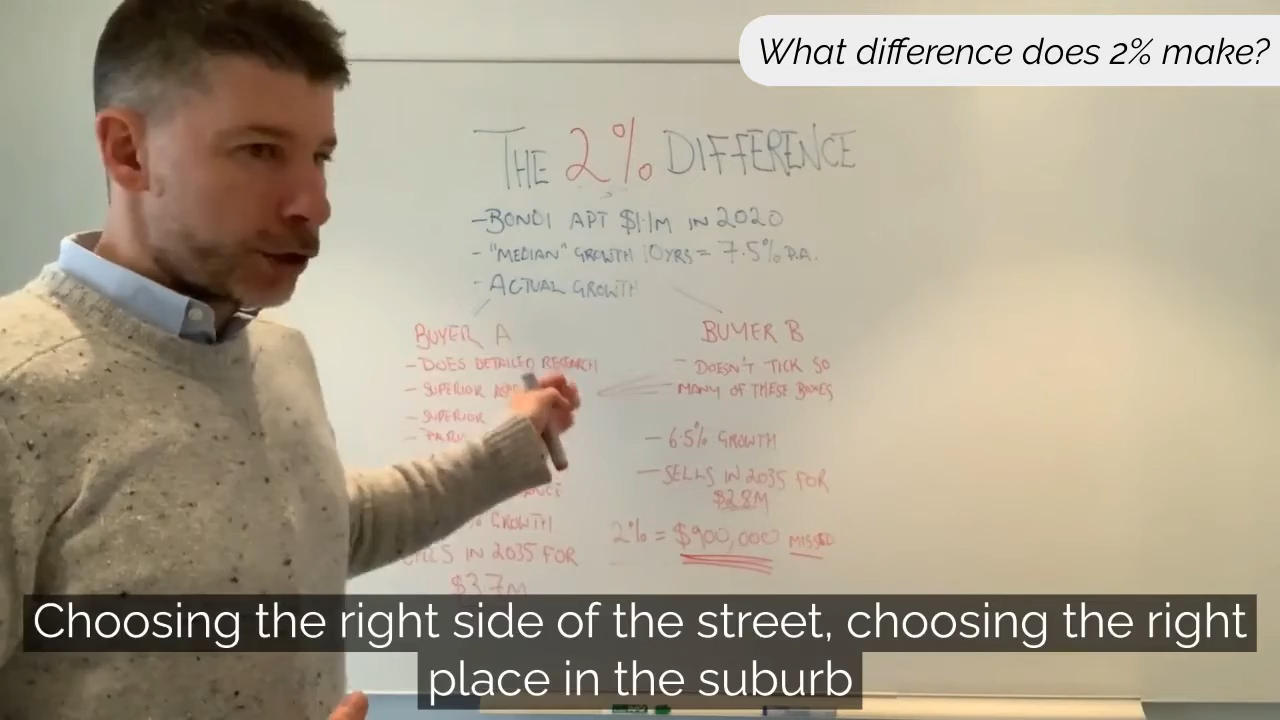 What difference does 2% make?
THE 2% DIFFERENCE
- BONDI APT $1.1M IN 2020
- "MEDIAN" GROWTH 10YRS = 7.5% P.A.
- ACTUAL GROWTH
BUYER A
- DOES DETAILED RESEARCH
- SUPERIOR
- SUPERIOR
GROWTH
IN 2035 FOR
$3.7M
BUYER B
- DOESN'T TICK SO
MANY OF THESE BOXES
- 6.5% GROWTH
- SELLS IN 2035 FOR
$2.8M
2% = $900,000 MISSED
Choosing the right side of the street, choosing the right
place in the suburb